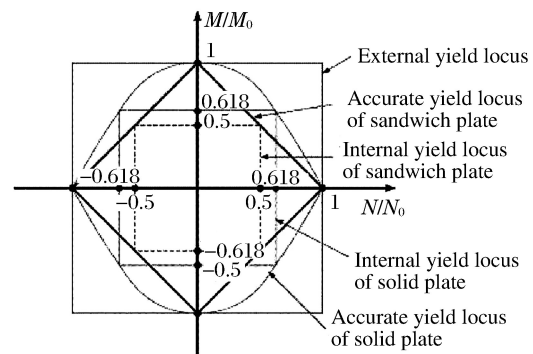 M/M₀
1
External yield locus
0.618
Accurate yield locus
of sandwich plate
0.5
Internal yield locus
of sandwich plate
−0.618
0.618
−0.5
0.5
1
N/N₀
−0.618
−0.5
Internal yield locus
of solid plate
Accurate yield locus
of solid plate